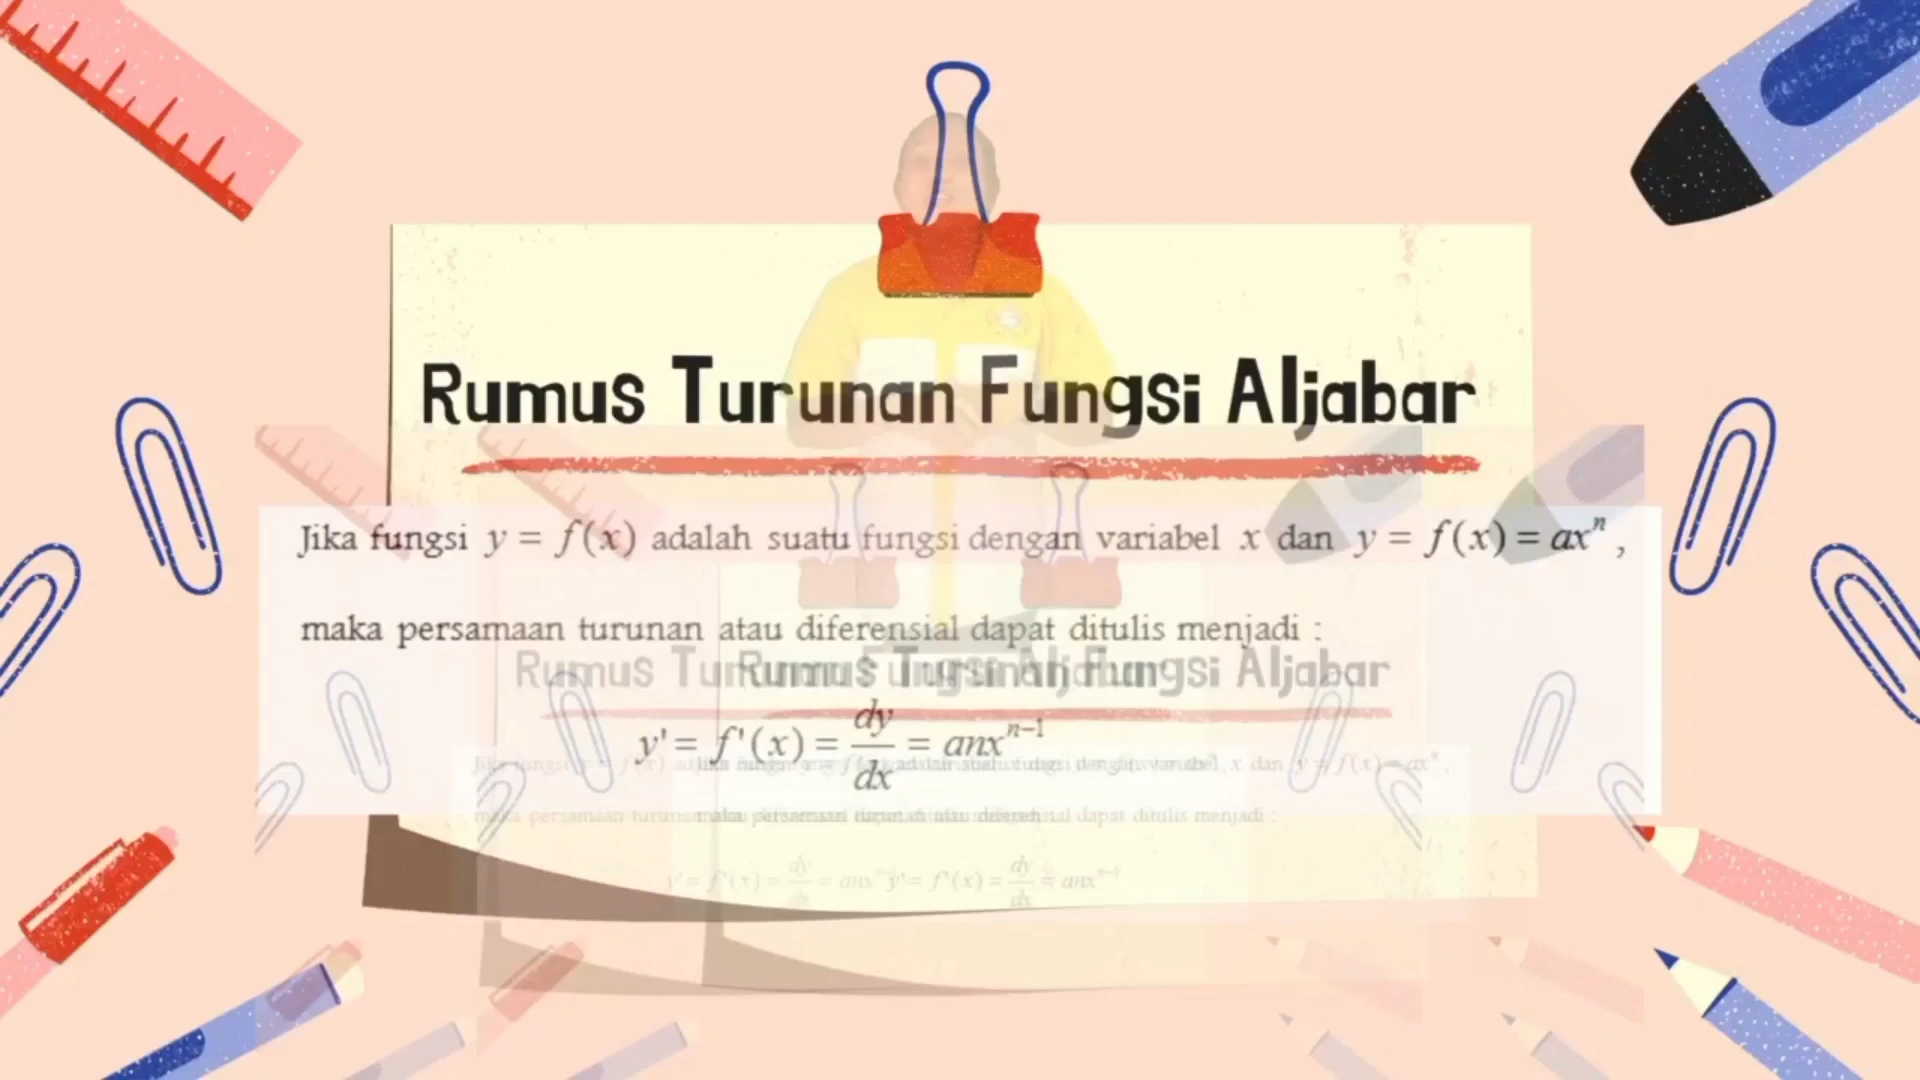 Rumus Turunan Fungsi Aljabar
Jika fungsi y = f(x) adalah suatu fungsi dengan variabel x dan y = f(x) = axⁿ ,
maka persamaan turunan atau diferensial dapat ditulis menjadi :
y' = f'(x) = dy/dx = anxⁿ⁻¹